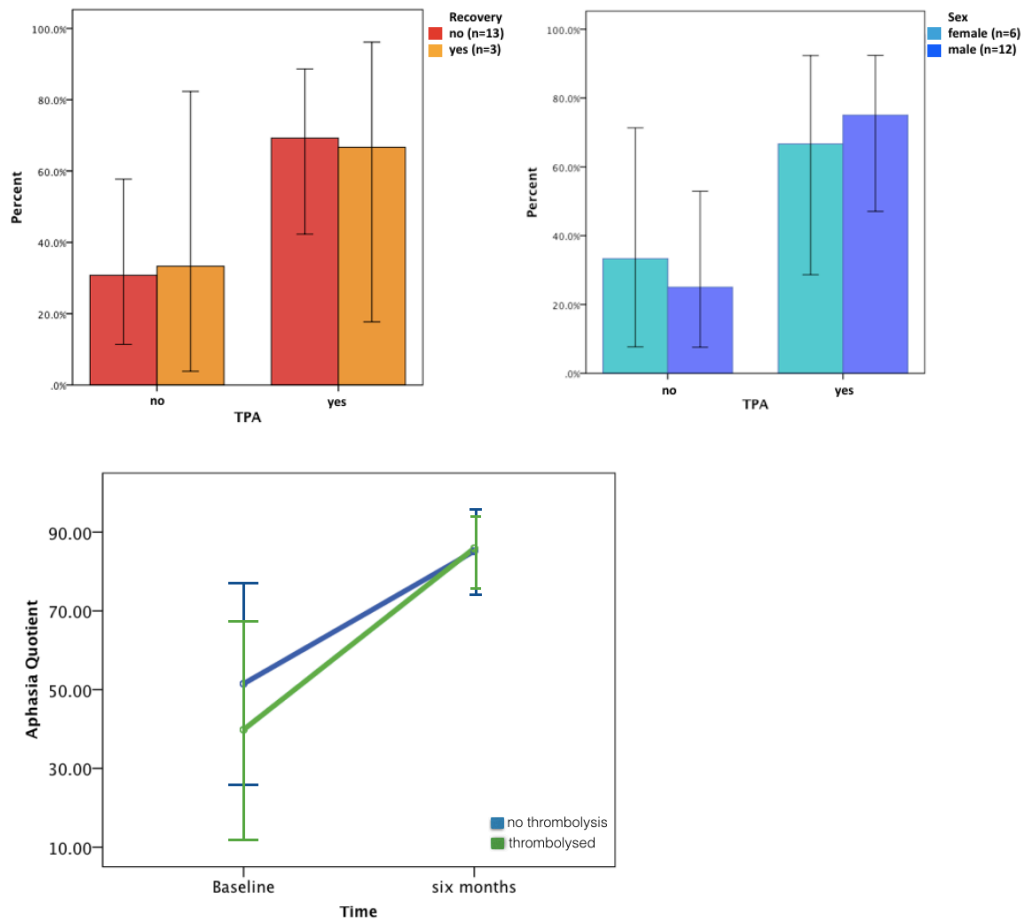 Recovery
no (n=13)
yes (n=3)
100.0%
80.0%
60.0%
40.0%
20.0%
.0%
Percent
no
yes
TPA
Sex
female (n=6)
male (n=12)
100.0%
80.0%
60.0%
40.0%
20.0%
.0%
Percent
no
yes
TPA
90.00
70.00
50.00
30.00
10.00
Aphasia Quotient
no thrombolysis
thrombolysed
Baseline
six months
Time